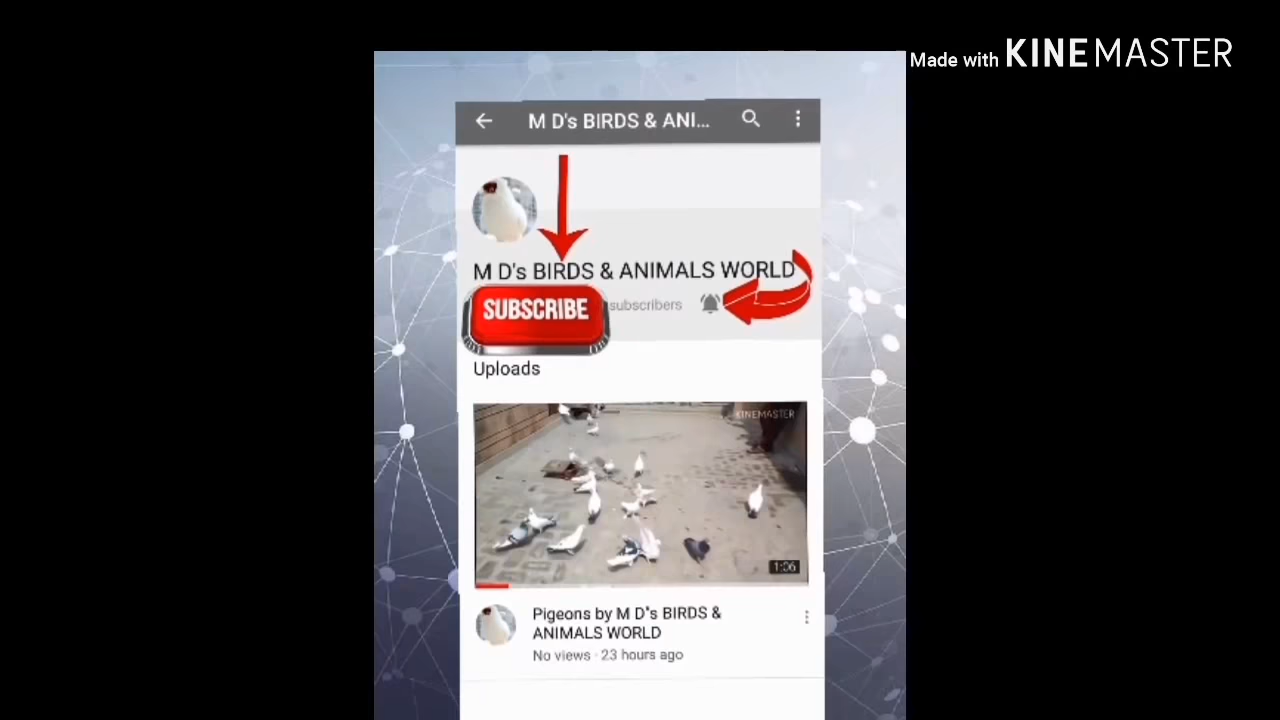 Made with KINEMASTER
M D's BIRDS & ANI...
M D's BIRDS & ANIMALS WORLD
SUBSCRIBE
subscribers
Uploads
KINEMASTER
1:06
Pigeons by M D"s BIRDS &
ANIMALS WORLD
No views · 23 hours ago